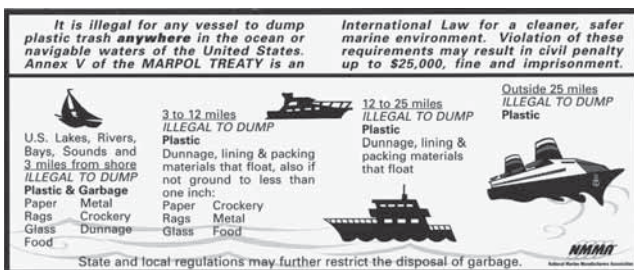 It is illegal for any vessel to dump
plastic trash anywhere in the ocean or
navigable waters of the United States.
Annex V of the MARPOL TREATY is an
International Law for a cleaner, safer
marine environment. Violation of these
requirements may result in civil penalty
up to $25,000, fine and imprisonment.
U.S. Lakes, Rivers,
Bays, Sounds and
3 miles from shore
ILLEGAL TO DUMP
Plastic & Garbage
Paper Metal
Rags Crockery
Glass Dunnage
Food
3 to 12 miles
ILLEGAL TO DUMP
Plastic
Dunnage, lining & packing
materials that float, also if
not ground to less than
one inch:
Paper Crockery
Rags Metal
Glass Food
12 to 25 miles
ILLEGAL TO DUMP
Plastic
Dunnage, lining &
packing materials
that float
Outside 25 miles
ILLEGAL TO DUMP
Plastic
NMMA
National Marine Manufacturers Association
State and local regulations may further restrict the disposal of garbage.